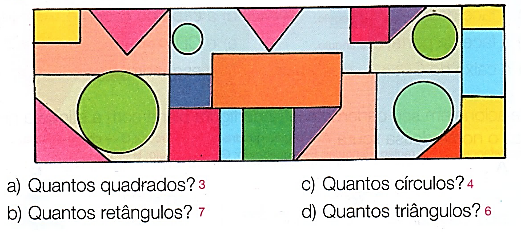 a) Quantos quadrados? 3
c) Quantos círculos? 4
b) Quantos retângulos? 7
d) Quantos triângulos? 6